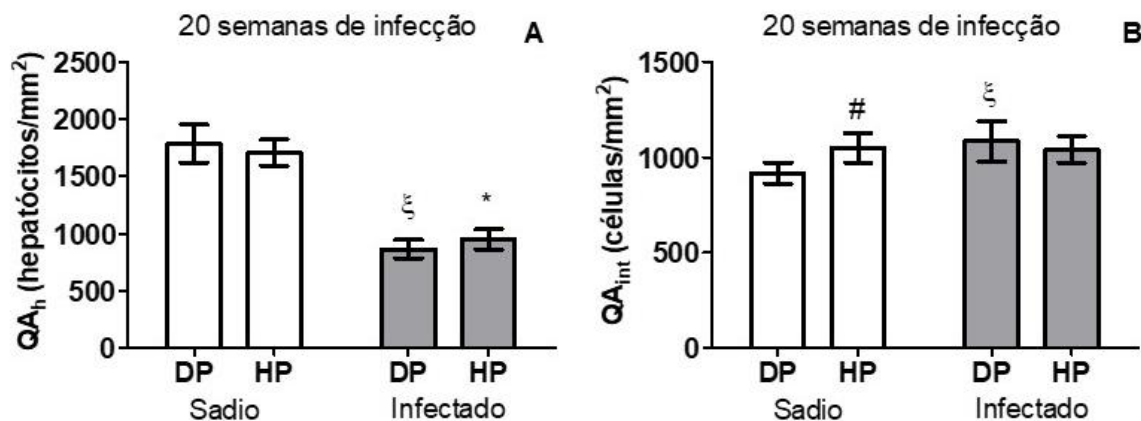 20 semanas de infecção A
QAh (hepatócitos/mm²)
2500
2000
1500
1000
500
0
ξ
*
DP HP DP HP
Sadio Infectado
20 semanas de infecção B
QAint (células/mm²)
1500
1000
500
0
#
ξ
DP HP DP HP
Sadio Infectado